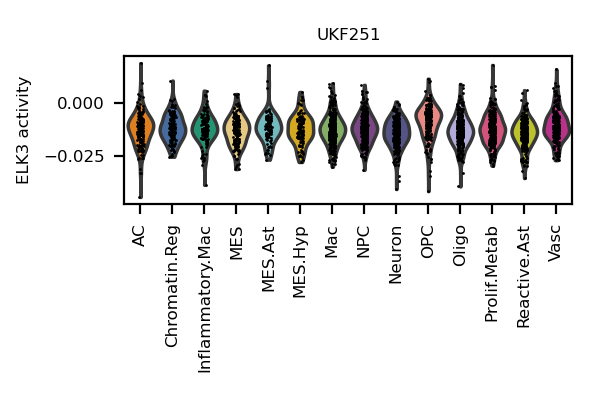 UKF251
ELK3 activity
0.000
−0.025
AC
Chromatin.Reg
Inflammatory.Mac
MES
MES.Ast
MES.Hyp
Mac
NPC
Neuron
OPC
Oligo
Prolif.Metab
Reactive.Ast
Vasc